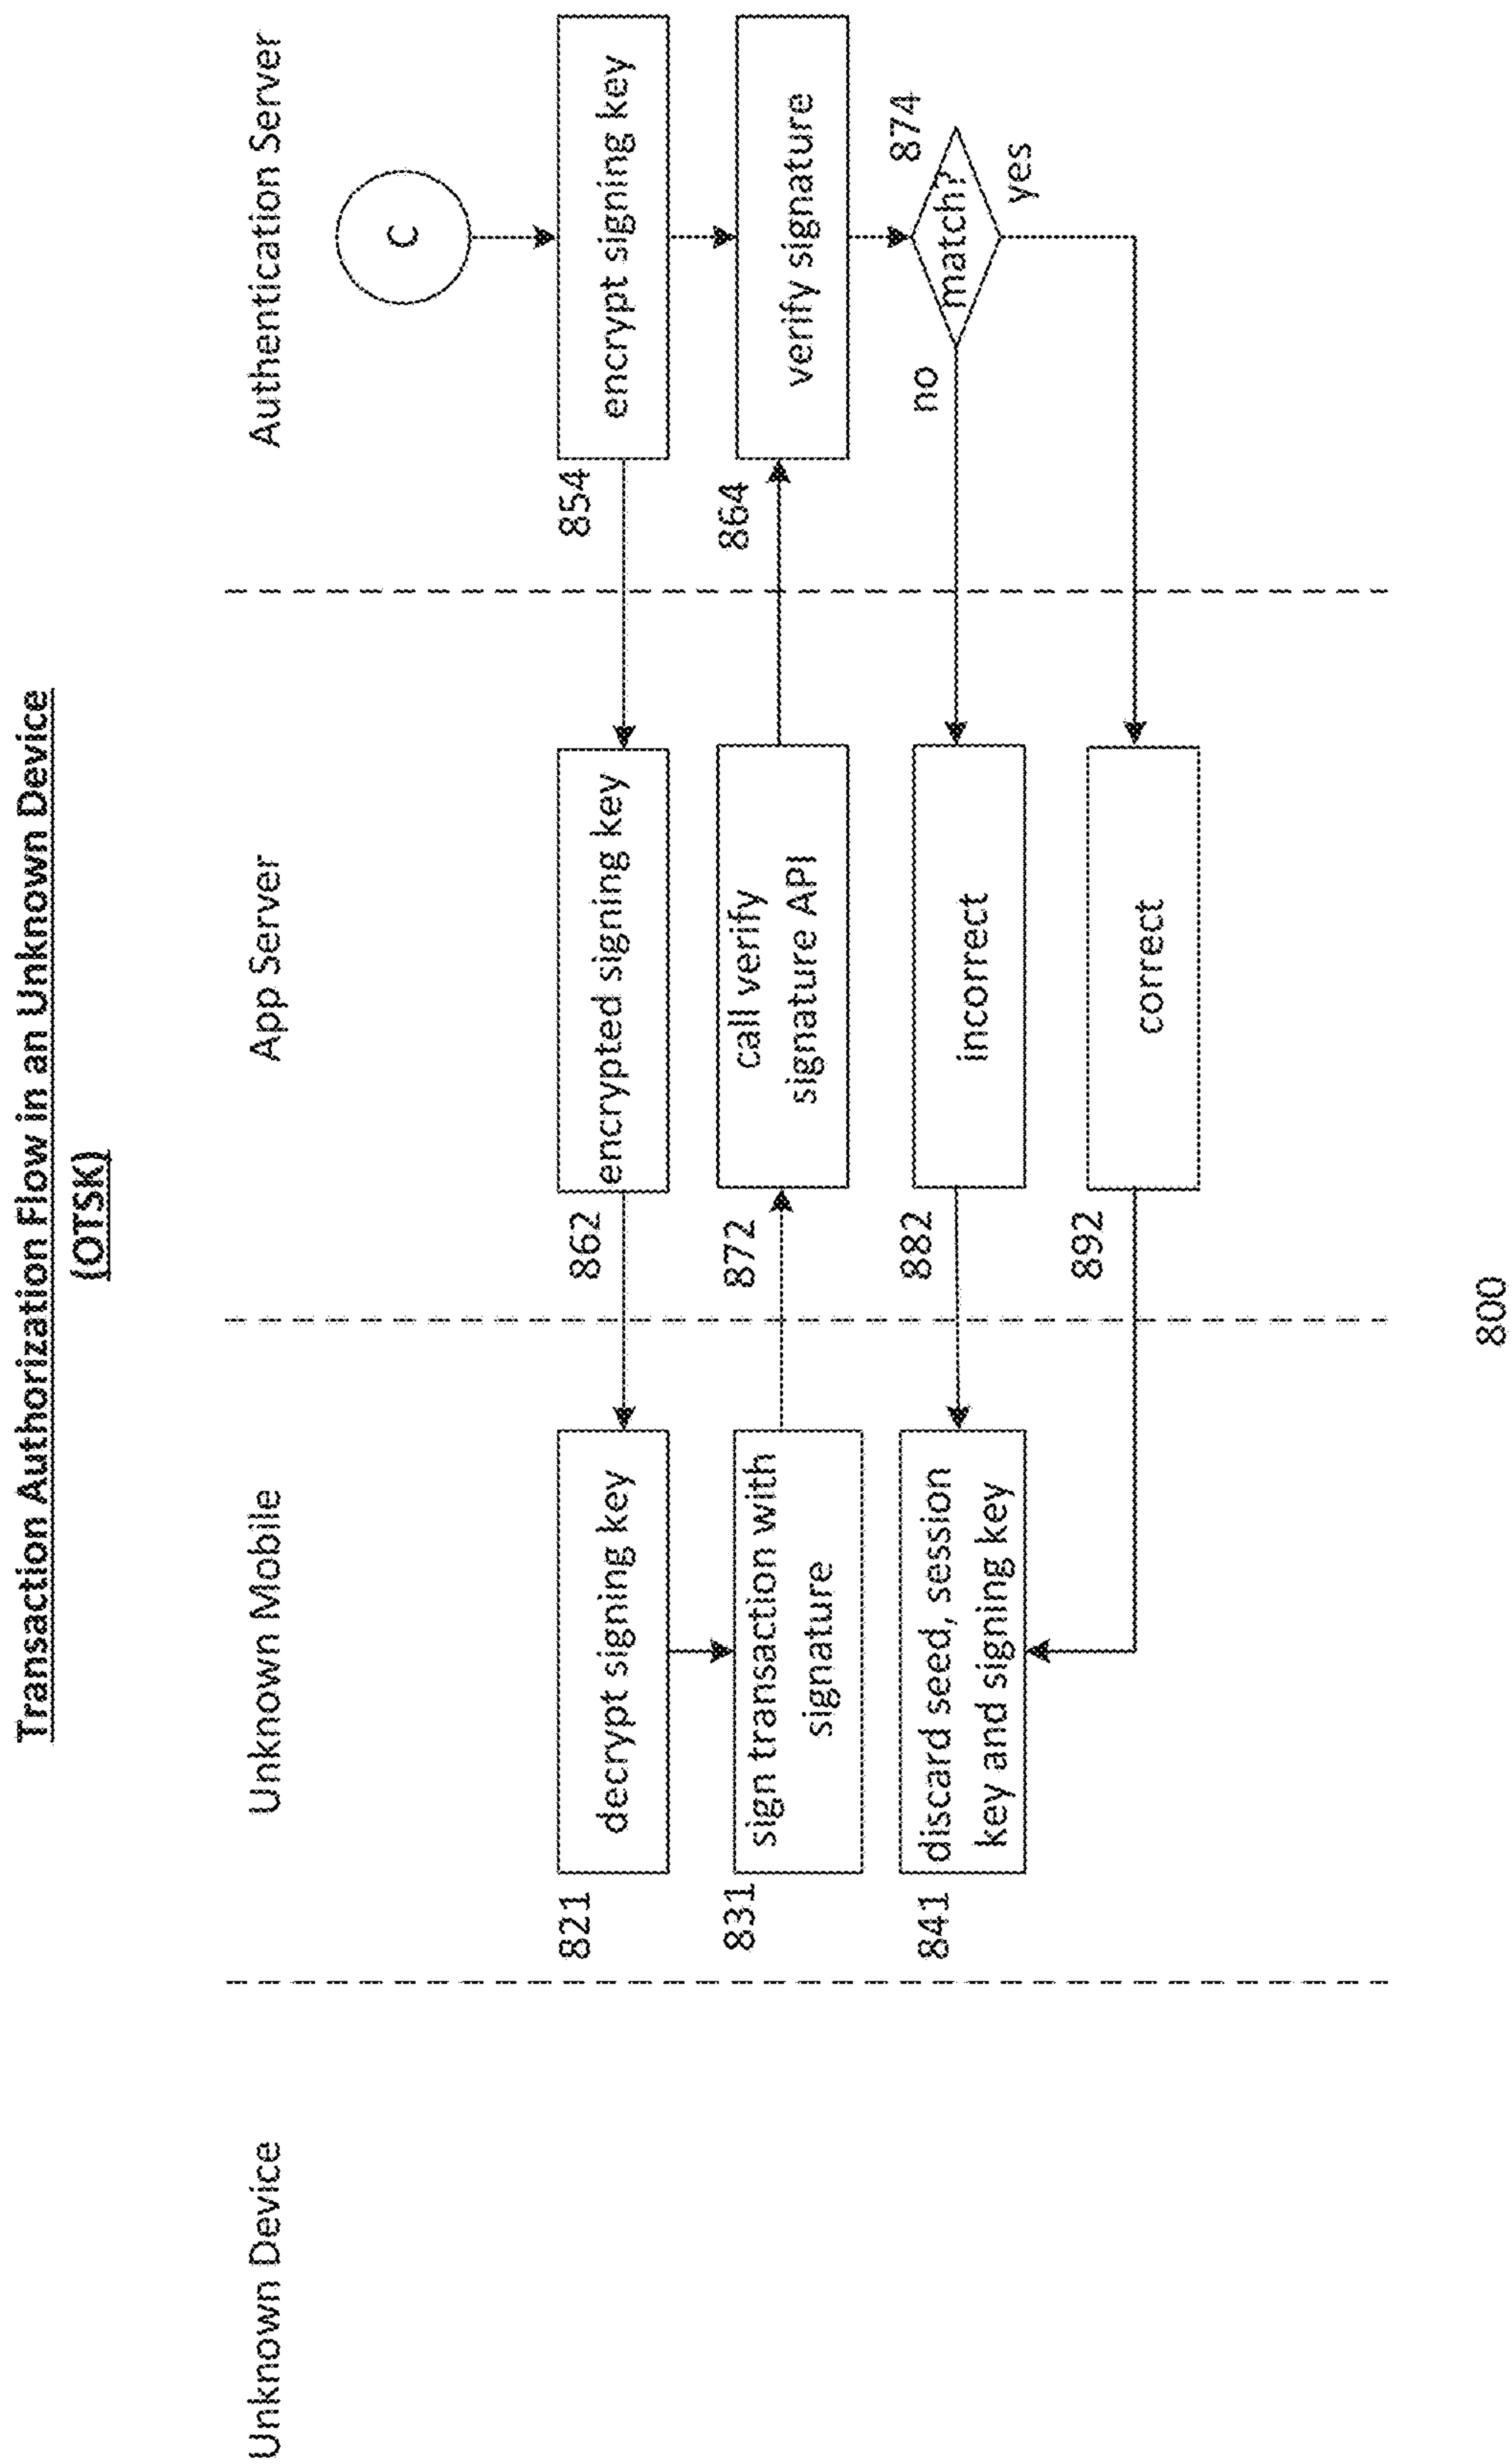 Transaction Authorization Flow in an Unknown Device
(OTSK)
Unknown Device
Unknown Mobile
App Server
Authentication Server
C
821
decrypt signing key
862
encrypted signing key
854
encrypt signing key
831
sign transaction with
signature
872
call verify
signature API
864
verify signature
841
discard seed, session
key and signing key
882
incorrect
no
match?
874
yes
892
correct
800